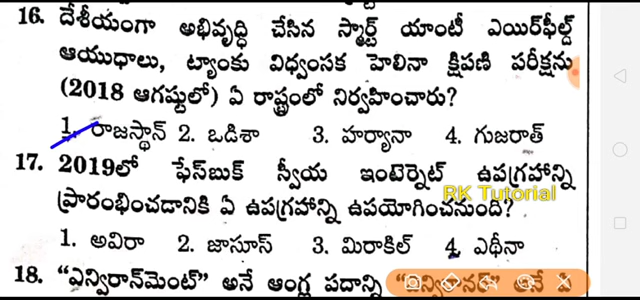 16. దేశీయంగా అభివృద్ధి చేసిన స్మార్ట్ యాంటీ ఎయిర్‌ఫీల్డ్
ఆయుధాలు, ట్యాంకు విధ్వంసక హెలినా క్షిపణి పరీక్షను
(2018 ఆగష్టులో) ఏ రాష్ట్రంలో నిర్వహించారు?
1. రాజస్థాన్ 2. ఒడిశా 3. హర్యానా 4. గుజరాత్
17. 2019లో ఫేస్‌బుక్ స్వీయ ఇంటర్నెట్ ఉపగ్రహాన్ని
RK Tutorial
ప్రారంభించడానికి ఏ ఉపగ్రహాన్ని ఉపయోగించనుంది?
1. అవిరా 2. జాసూస్ 3. మిరాకిల్ 4. ఎథీనా
18. "ఎన్విరాన్‌మెంట్" అనే ఆంగ్ల పదాన్ని